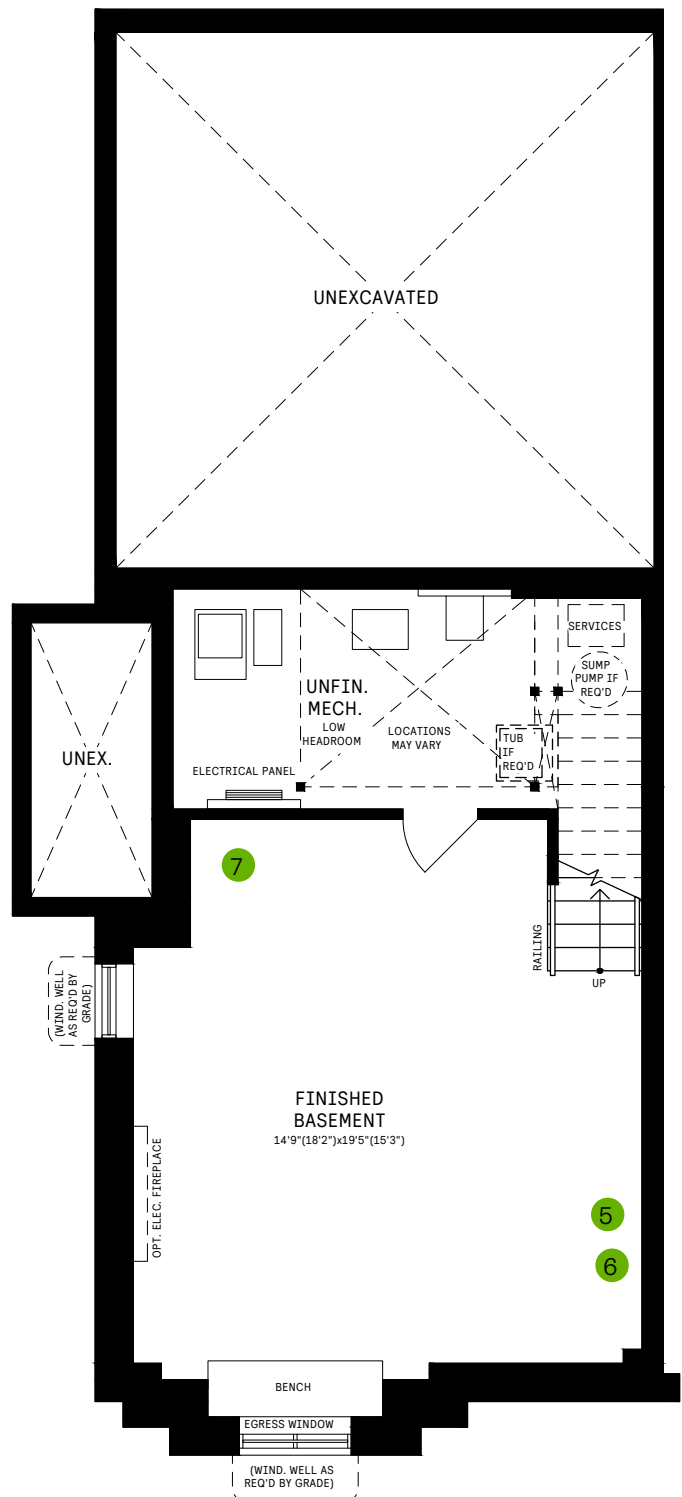 UNEXCAVATED
SERVICES
SUMP
PUMP IF
REQ'D
UNFIN.
MECH.
LOW
HEADROOM
LOCATIONS
MAY VARY
TUB
IF
REQ'D
UNEX.
ELECTRICAL PANEL
7
RAILING
UP
(WIND. WELL
AS REQ'D BY
GRADE)
FINISHED
BASEMENT
14'9"(18'2")x19'5"(15'3")
OPT. ELEC. FIREPLACE
5
6
BENCH
EGRESS WINDOW
(WIND. WELL AS
REQ'D BY GRADE)